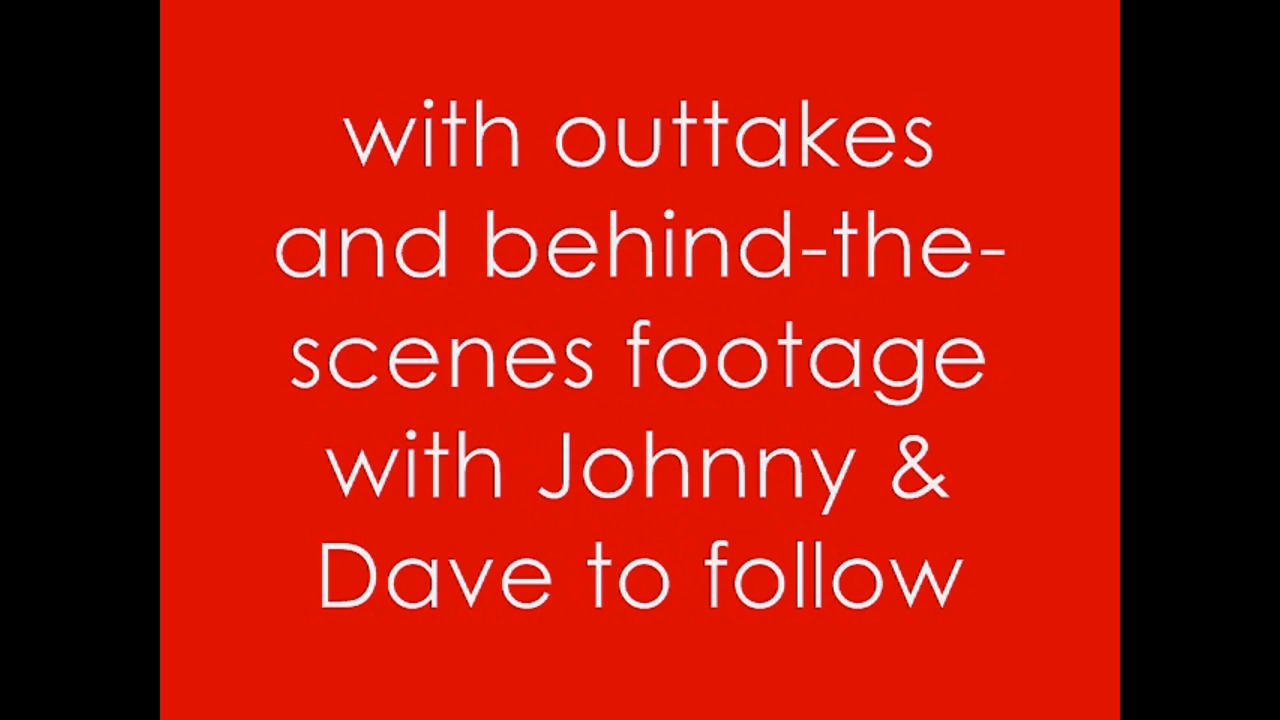 with outtakes
and behind-the-
scenes footage
with Johnny &
Dave to follow